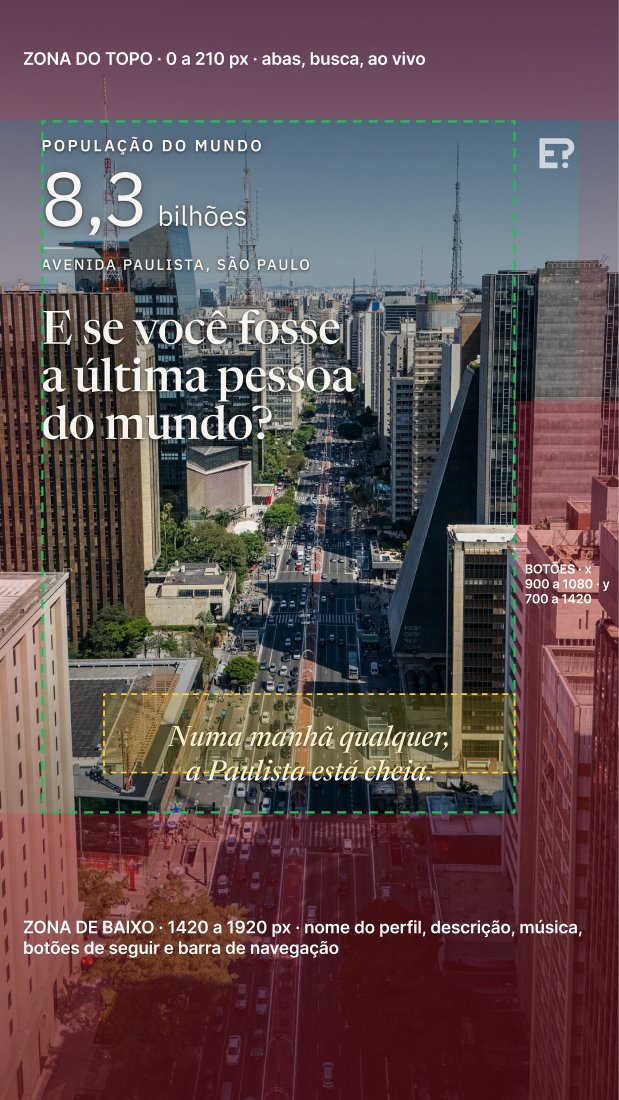 ZONA DO TOPO · 0 a 210 px · abas, busca, ao vivo
POPULAÇÃO DO MUNDO
E?
8,3 bilhões
AVENIDA PAULISTA, SÃO PAULO
E se você fosse
a última pessoa
do mundo?
BOTÕES · x
900 a 1080 · y
700 a 1420
Numa manhã qualquer,
a Paulista está cheia.
ZONA DE BAIXO · 1420 a 1920 px · nome do perfil, descrição, música,
botões de seguir e barra de navegação